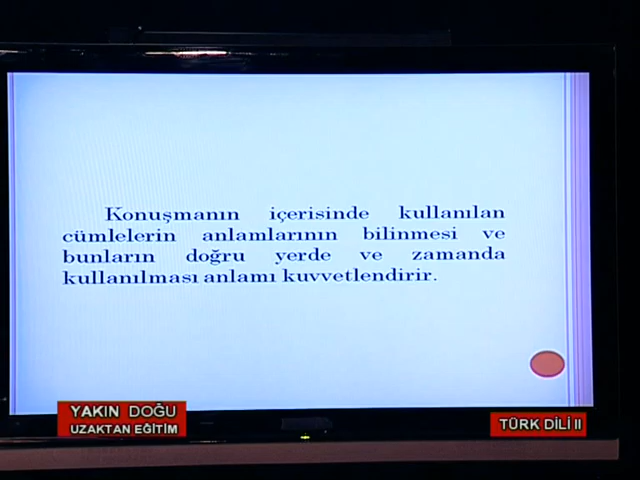 Konuşmanın içerisinde kullanılan
cümlelerin anlamlarının bilinmesi ve
bunların doğru yerde ve zamanda
kullanılması anlamı kuvvetlendirir.
YAKIN DOĞU
UZAKTAN EĞİTİM
TÜRK DİLİ II